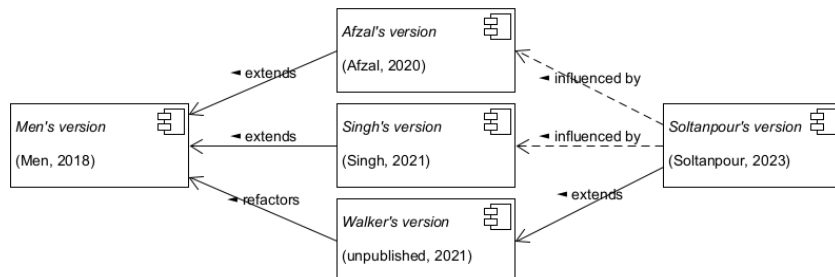 Afzal's version
(Afzal, 2020)
◄ extends
◄ influenced by
Men's version
(Men, 2018)
◄ extends
Singh's version
(Singh, 2021)
◄ influenced by
Soltanpour's version
(Soltanpour, 2023)
◄ refactors
Walker's version
(unpublished, 2021)
◄ extends